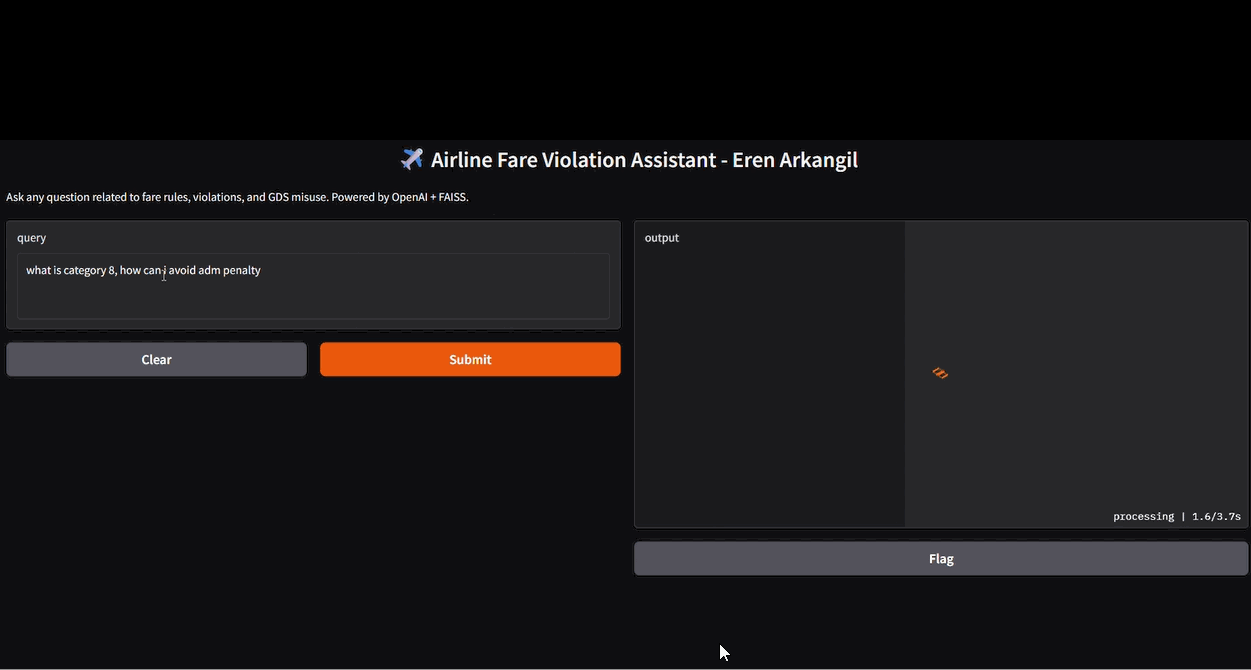 ✈️ Airline Fare Violation Assistant - Eren Arkangil
Ask any question related to fare rules, violations, and GDS misuse. Powered by OpenAI + FAISS.
query
what is category 8, how can i avoid adm penalty
Clear
Submit
output
processing | 1.6/3.7s
Flag